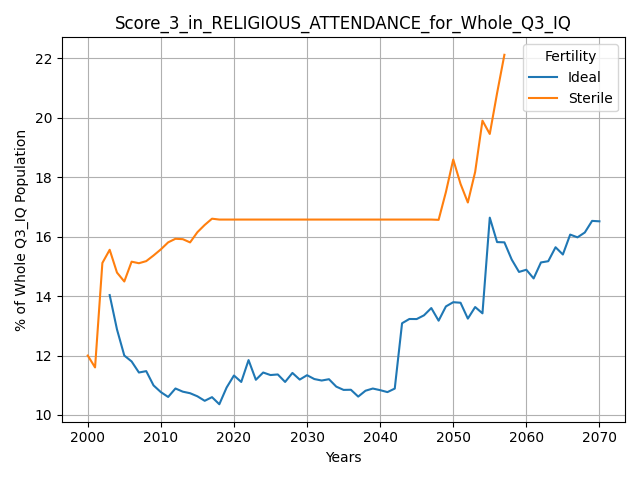 Score_3_in_RELIGIOUS_ATTENDANCE_for_Whole_Q3_IQ
Fertility
Ideal
Sterile
% of Whole Q3_IQ Population
22
20
18
16
14
12
10
2000 2010 2020 2030 2040 2050 2060 2070
Years